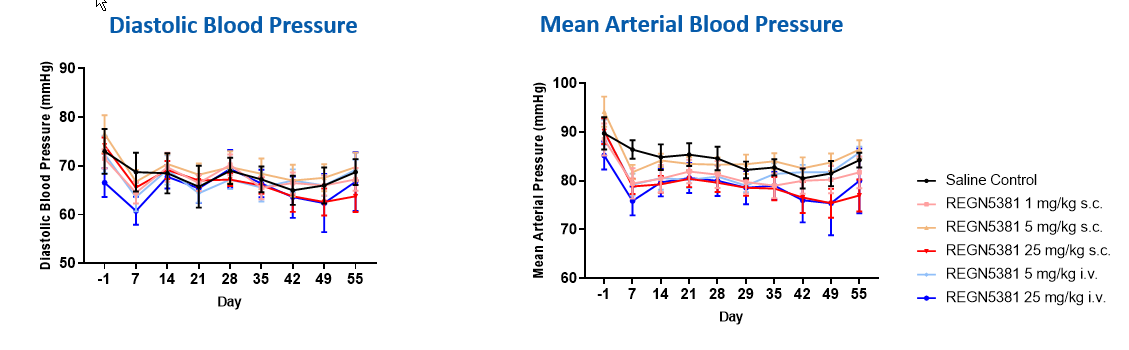 Diastolic Blood Pressure
Mean Arterial Blood Pressure
Diastolic Blood Pressure (mmHg)
90
80
70
60
50
-1 7 14 21 28 35 42 49 55
Day
Mean Arterial Pressure (mmHg)
100
90
80
70
60
-1 7 14 21 28 29 35 42 49 55
Day
Saline Control
REGN5381 1 mg/kg s.c.
REGN5381 5 mg/kg s.c.
REGN5381 25 mg/kg s.c.
REGN5381 5 mg/kg i.v.
REGN5381 25 mg/kg i.v.